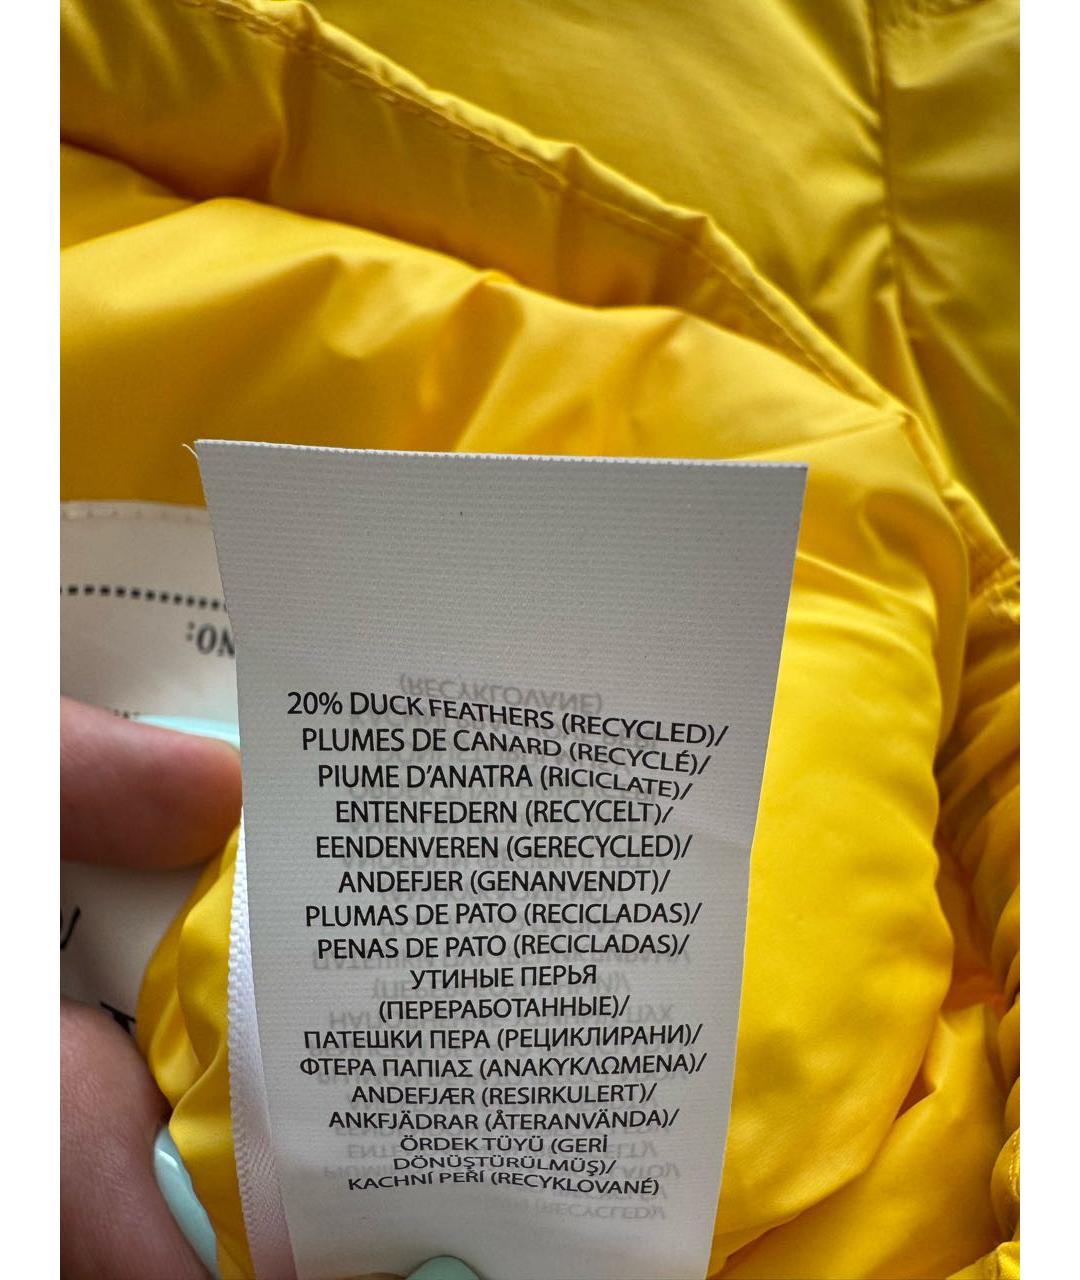 NO:
20% DUCK FEATHERS (RECYCLED)/
PLUMES DE CANARD (RECYCLÉ)/
PIUME D'ANATRA (RICICLATE)/
ENTENFEDERN (RECYCELT)/
EENDENVEREN (GERECYCLED)/
ANDEFJER (GENANVENDT)/
PLUMAS DE PATO (RECICLADAS)/
PENAS DE PATO (RECICLADAS)/
УТИНЫЕ ПЕРЬЯ
(ПЕРЕРАБОТАННЫЕ)/
ПАТЕШКИ ПЕРА (РЕЦИКЛИРАНИ)/
ΦΤΕΡΑ ΠΑΠΙΑΣ (ΑΝΑΚΥΚΛΩΜΕΝΑ)/
ANDEFJÆR (RESIRKULERT)/
ANKFJÄDRAR (ÅTERANVÄNDA)/
ÖRDEK TÜYÜ (GERİ
DÖNÜŞTÜRÜLMÜŞ)/
KACHNÍ PEŘÍ (RECYKLOVANÉ)